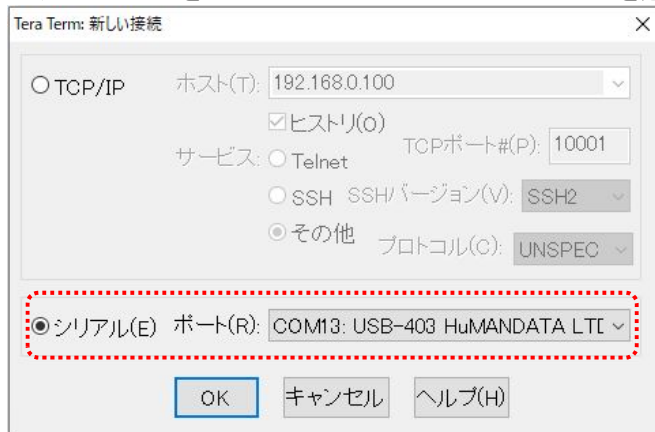 Tera Term: 新しい接続
TCP/IP ホスト(T): 192.168.0.100
ヒストリ(O)
サービス: Telnet TCPポート#(P): 10001
SSH SSHバージョン(V): SSH2
その他 プロトコル(C): UNSPEC
シリアル(E) ポート(R): COM13: USB-403 HuMANDATA LTD
OK キャンセル ヘルプ(H)